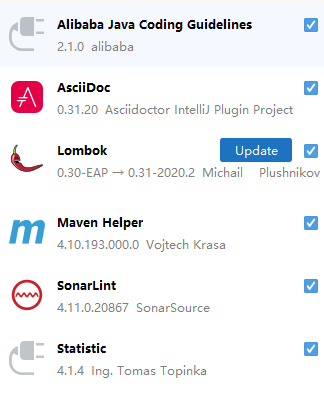 Alibaba Java Coding Guidelines
2.1.0 alibaba
AsciiDoc
0.31.20 Asciidoctor IntelliJ Plugin Project
Lombok
Update
0.30-EAP → 0.31-2020.2 Michail Plushnikov
Maven Helper
4.10.193.000.0 Vojtech Krasa
SonarLint
4.11.0.20867 SonarSource
Statistic
4.1.4 Ing. Tomas Topinka